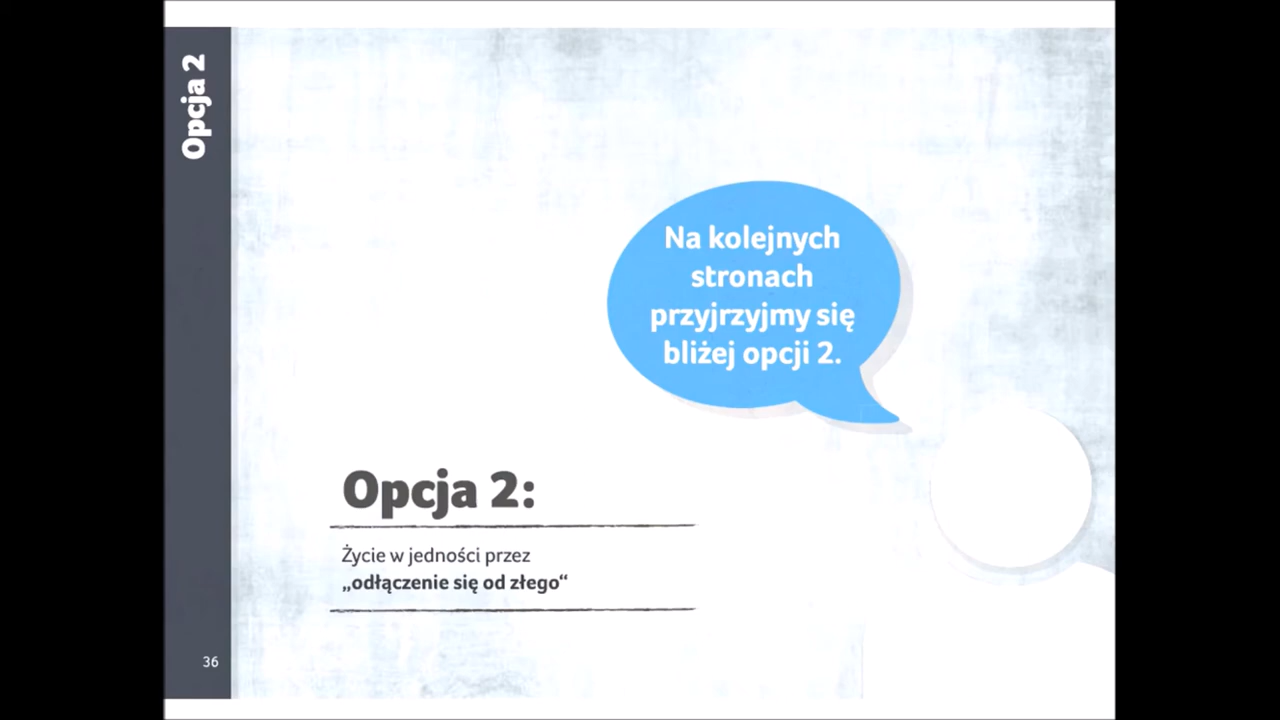 Opcja 2
Na kolejnych
stronach
przyjrzyjmy się
bliżej opcji 2.
Opcja 2:
Życie w jedności przez
„odłączenie się od złego“
36